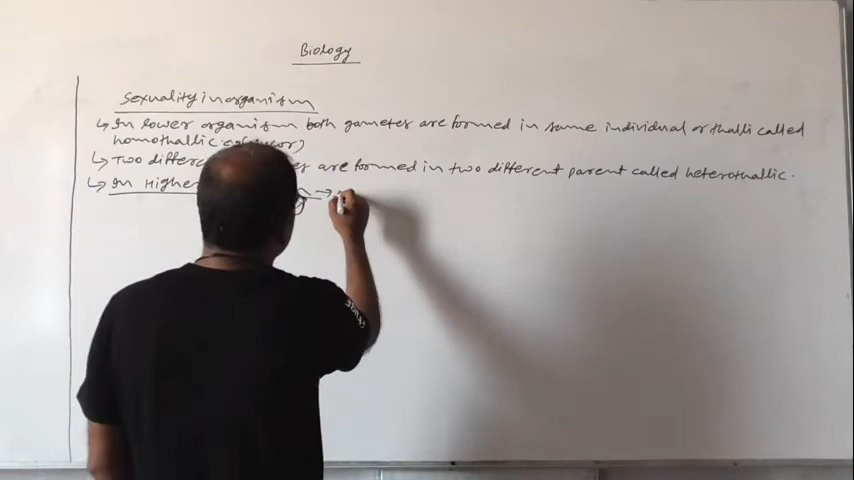 Biology
Sexuality in organism
↳ In lower organism both gametes are formed in same individual or thalli called
homothallic.
↳ Two are formed in two different parent called heterothallic.
↳ In Higher →